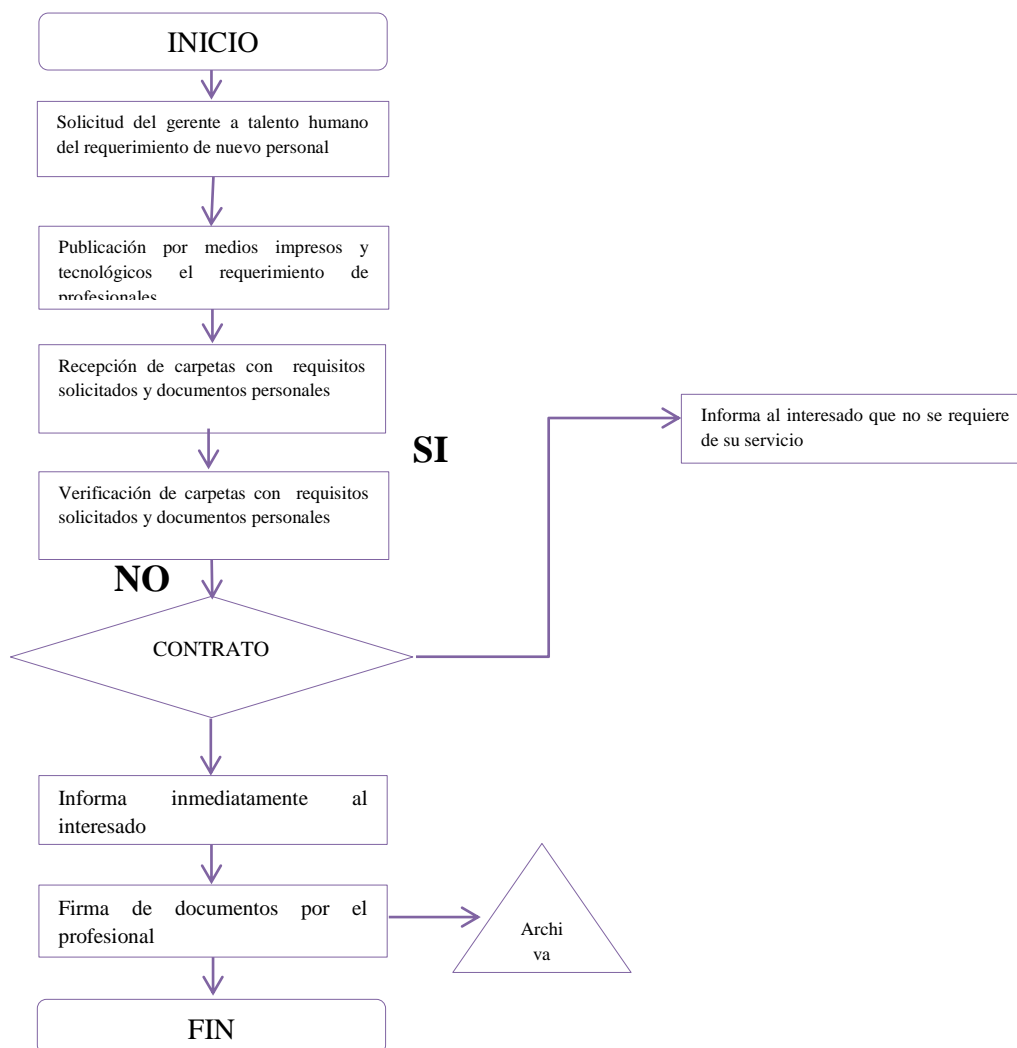 INICIO
Solicitud del gerente a talento humano
del requerimiento de nuevo personal
Publicación por medios impresos y
tecnológicos el requerimiento de
profesionales
Recepción de carpetas con requisitos
solicitados y documentos personales
Informa al interesado que no se requiere
de su servicio
SI
Verificación de carpetas con requisitos
solicitados y documentos personales
NO
CONTRATO
Informa inmediatamente al
interesado
Firma de documentos por el
profesional
Archi
va
FIN